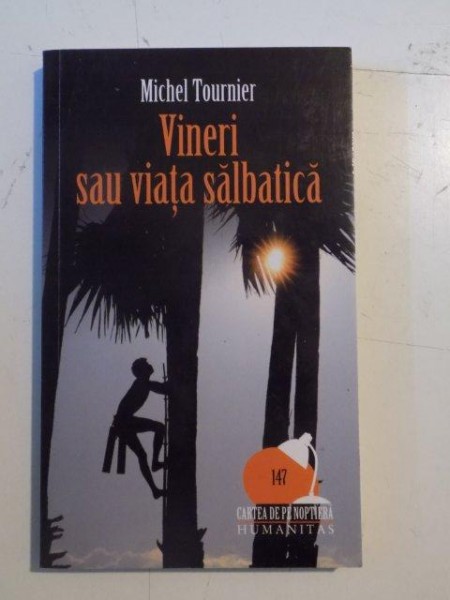 Michel Tournier
Vineri
sau viața sălbatică
147
CARTEA DE PE NOPTIERĂ
HUMANITAS